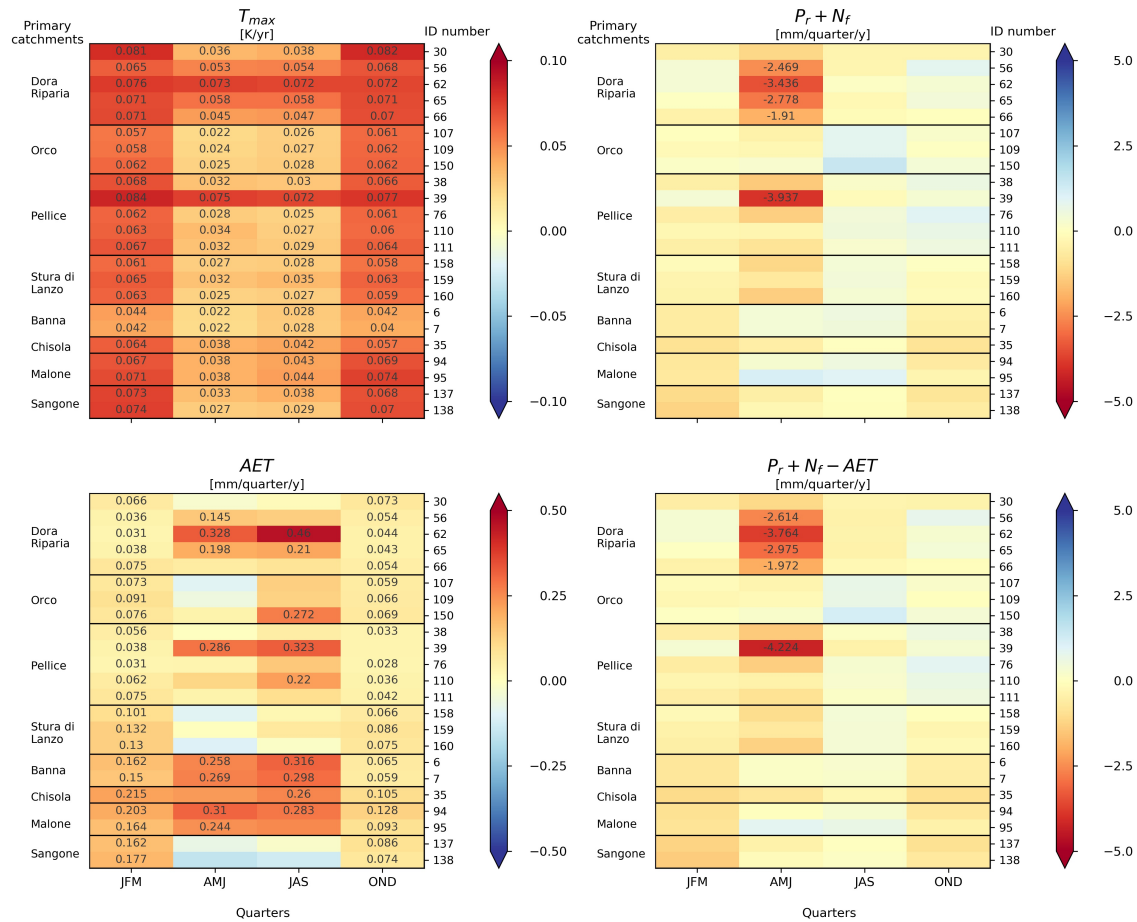 T_max
[K/yr]
Primary
catchments
ID number
0.081 0.036 0.038 0.082 30
0.065 0.053 0.054 0.068 56
Dora
Riparia
0.076 0.073 0.072 0.072 62
0.071 0.058 0.058 0.071 65
0.071 0.045 0.047 0.07 66
0.057 0.022 0.026 0.061 107
Orco
0.058 0.024 0.027 0.062 109
0.062 0.025 0.028 0.062 150
0.068 0.032 0.03 0.066 38
0.084 0.075 0.072 0.077 39
Pellice
0.062 0.028 0.025 0.061 76
0.063 0.034 0.027 0.06 110
0.067 0.032 0.029 0.064 111
0.061 0.027 0.028 0.058 158
Stura di
Lanzo
0.065 0.032 0.035 0.063 159
0.063 0.025 0.027 0.059 160
Banna
0.044 0.022 0.028 0.042 6
0.042 0.022 0.028 0.04 7
Chisola 0.064 0.038 0.042 0.057 35
Malone
0.067 0.038 0.043 0.069 94
0.071 0.038 0.044 0.074 95
Sangone
0.073 0.033 0.038 0.068 137
0.074 0.027 0.029 0.07 138
0.10
0.05
0.00
−0.05
−0.10
P_r + N_f
[mm/quarter/y]
Primary
catchments
ID number
30
-2.469 56
Dora
Riparia
-3.436 62
-2.778 65
-1.91 66
107
Orco 109
150
38
-3.937 39
Pellice 76
110
111
158
Stura di
Lanzo
159
160
Banna
6
7
Chisola 35
Malone
94
95
Sangone
137
138
5.0
2.5
0.0
−2.5
−5.0
AET
[mm/quarter/y]
0.066 0.073 30
0.036 0.145 0.054 56
Dora
Riparia
0.031 0.328 0.46 0.044 62
0.038 0.198 0.21 0.043 65
0.075 0.054 66
0.073 0.059 107
Orco
0.091 0.066 109
0.076 0.272 0.069 150
0.056 0.033 38
0.038 0.286 0.323 39
Pellice
0.031 0.028 76
0.062 0.22 0.036 110
0.075 0.042 111
0.101 0.066 158
Stura di
Lanzo
0.132 0.086 159
0.13 0.075 160
Banna
0.162 0.258 0.316 0.065 6
0.15 0.269 0.298 0.059 7
Chisola 0.215 0.26 0.105 35
Malone
0.203 0.31 0.283 0.128 94
0.164 0.244 0.093 95
Sangone
0.162 0.086 137
0.177 0.074 138
JFM AMJ JAS OND
Quarters
0.50
0.25
0.00
−0.25
−0.50
P_r + N_f − AET
[mm/quarter/y]
30
-2.614 56
Dora
Riparia
-3.764 62
-2.975 65
-1.972 66
107
Orco 109
150
38
-4.224 39
Pellice 76
110
111
158
Stura di
Lanzo
159
160
Banna
6
7
Chisola 35
Malone
94
95
Sangone
137
138
JFM AMJ JAS OND
Quarters
5.0
2.5
0.0
−2.5
−5.0